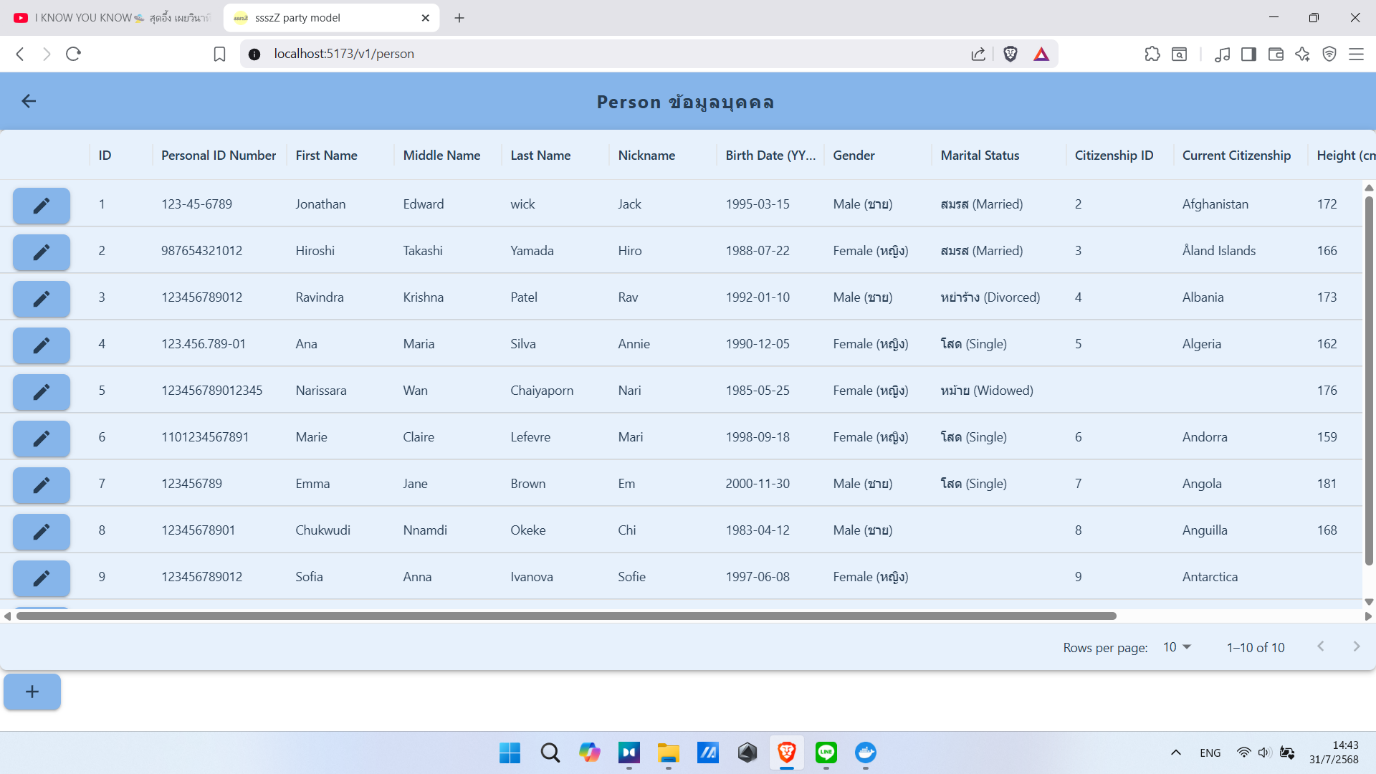 I KNOW YOU KNOW🛸 สุดอึ้ง เผยวินาที
ssszZ party model
localhost:5173/v1/person
Person ข้อมูลบุคคล
ID Personal ID Number First Name Middle Name Last Name Nickname Birth Date (YY... Gender Marital Status Citizenship ID Current Citizenship Height (cm
1 123-45-6789 Jonathan Edward wick Jack 1995-03-15 Male (ชาย) สมรส (Married) 2 Afghanistan 172
2 987654321012 Hiroshi Takashi Yamada Hiro 1988-07-22 Female (หญิง) สมรส (Married) 3 Åland Islands 166
3 123456789012 Ravindra Krishna Patel Rav 1992-01-10 Male (ชาย) หย่าร้าง (Divorced) 4 Albania 173
4 123.456.789-01 Ana Maria Silva Annie 1990-12-05 Female (หญิง) โสด (Single) 5 Algeria 162
5 123456789012345 Narissara Wan Chaiyaporn Nari 1985-05-25 Female (หญิง) หม้าย (Widowed) 176
6 1101234567891 Marie Claire Lefevre Mari 1998-09-18 Female (หญิง) โสด (Single) 6 Andorra 159
7 123456789 Emma Jane Brown Em 2000-11-30 Male (ชาย) โสด (Single) 7 Angola 181
8 12345678901 Chukwudi Nnamdi Okeke Chi 1983-04-12 Male (ชาย) 8 Anguilla 168
9 123456789012 Sofia Anna Ivanova Sofie 1997-06-08 Female (หญิง) 9 Antarctica
Rows per page: 10 1–10 of 10
ENG
14:43
31/7/2568